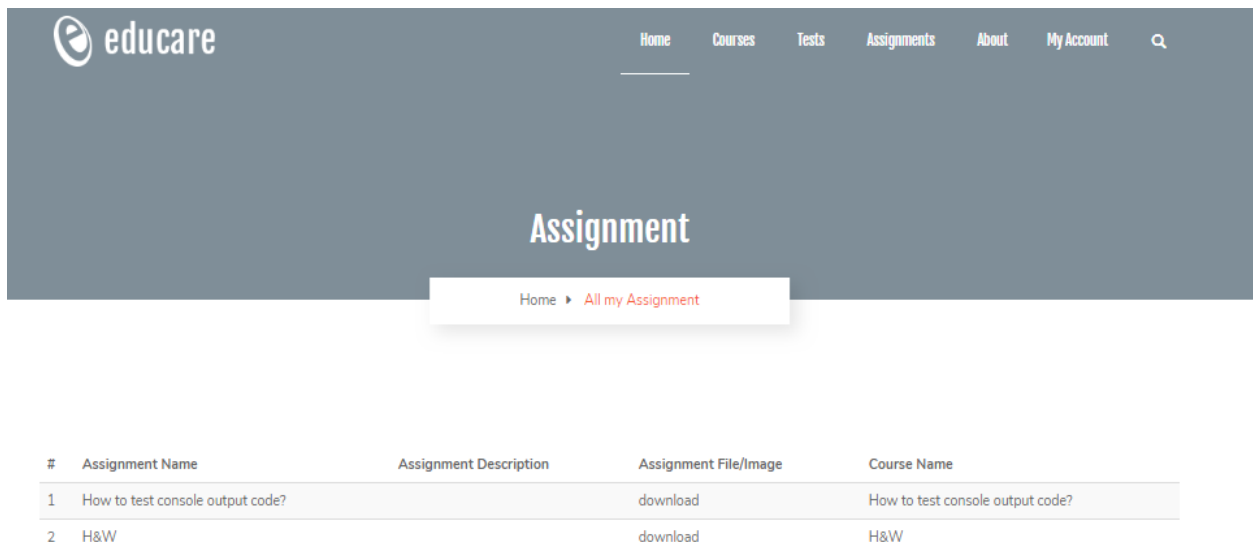 educare
Home Courses Tests Assignments About My Account
Assignment
Home All my Assignment
# Assignment Name Assignment Description Assignment File/Image Course Name
1 How to test console output code? download How to test console output code?
2 H&W download H&W